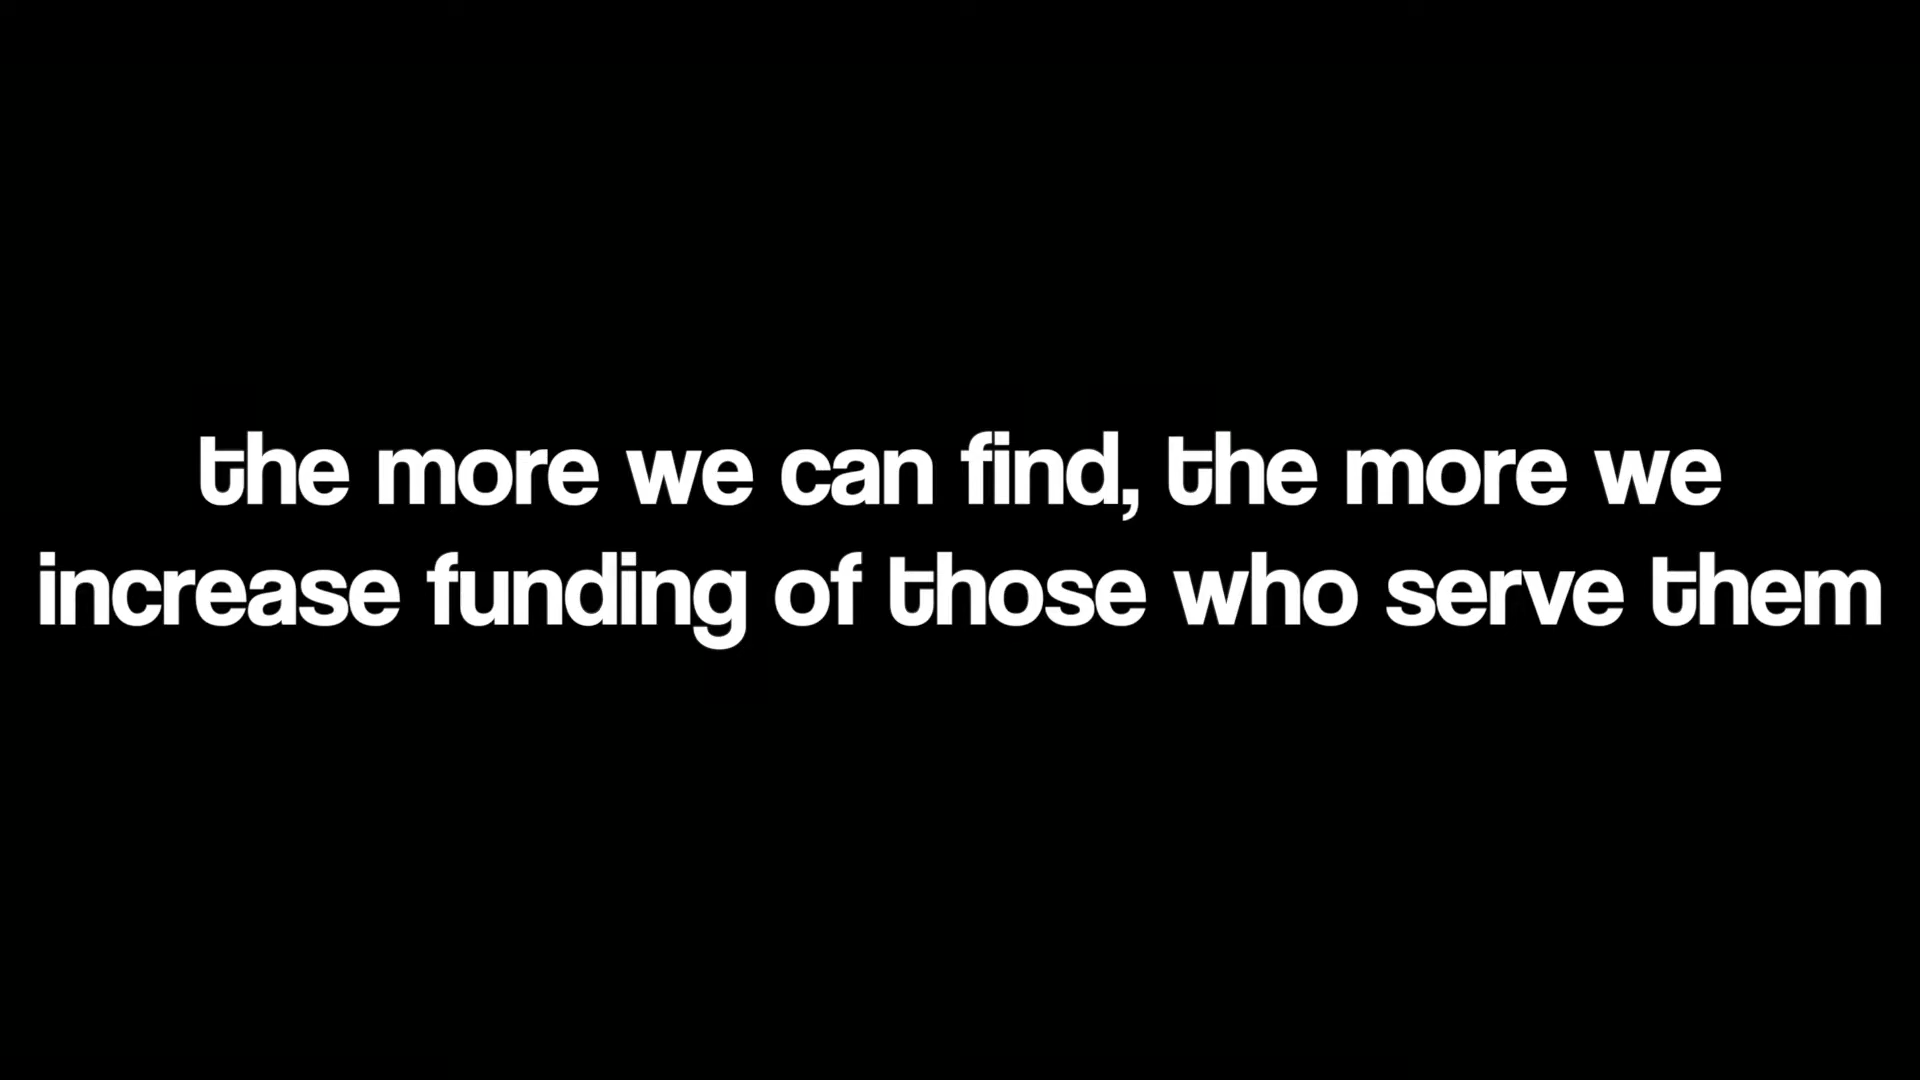 the more we can find, the more we
increase funding of those who serve them